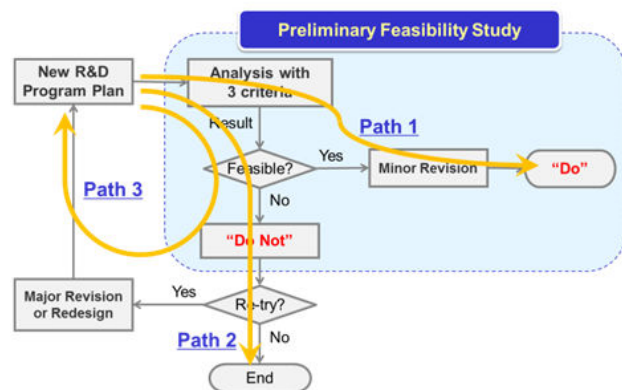 Preliminary Feasibility Study
New R&D
Program Plan
Analysis with
3 criteria
Result
Path 1
Feasible?
Yes
Minor Revision
“Do”
Path 3
No
“Do Not”
Major Revision
or Redesign
Yes
Re-try?
Path 2
No
End